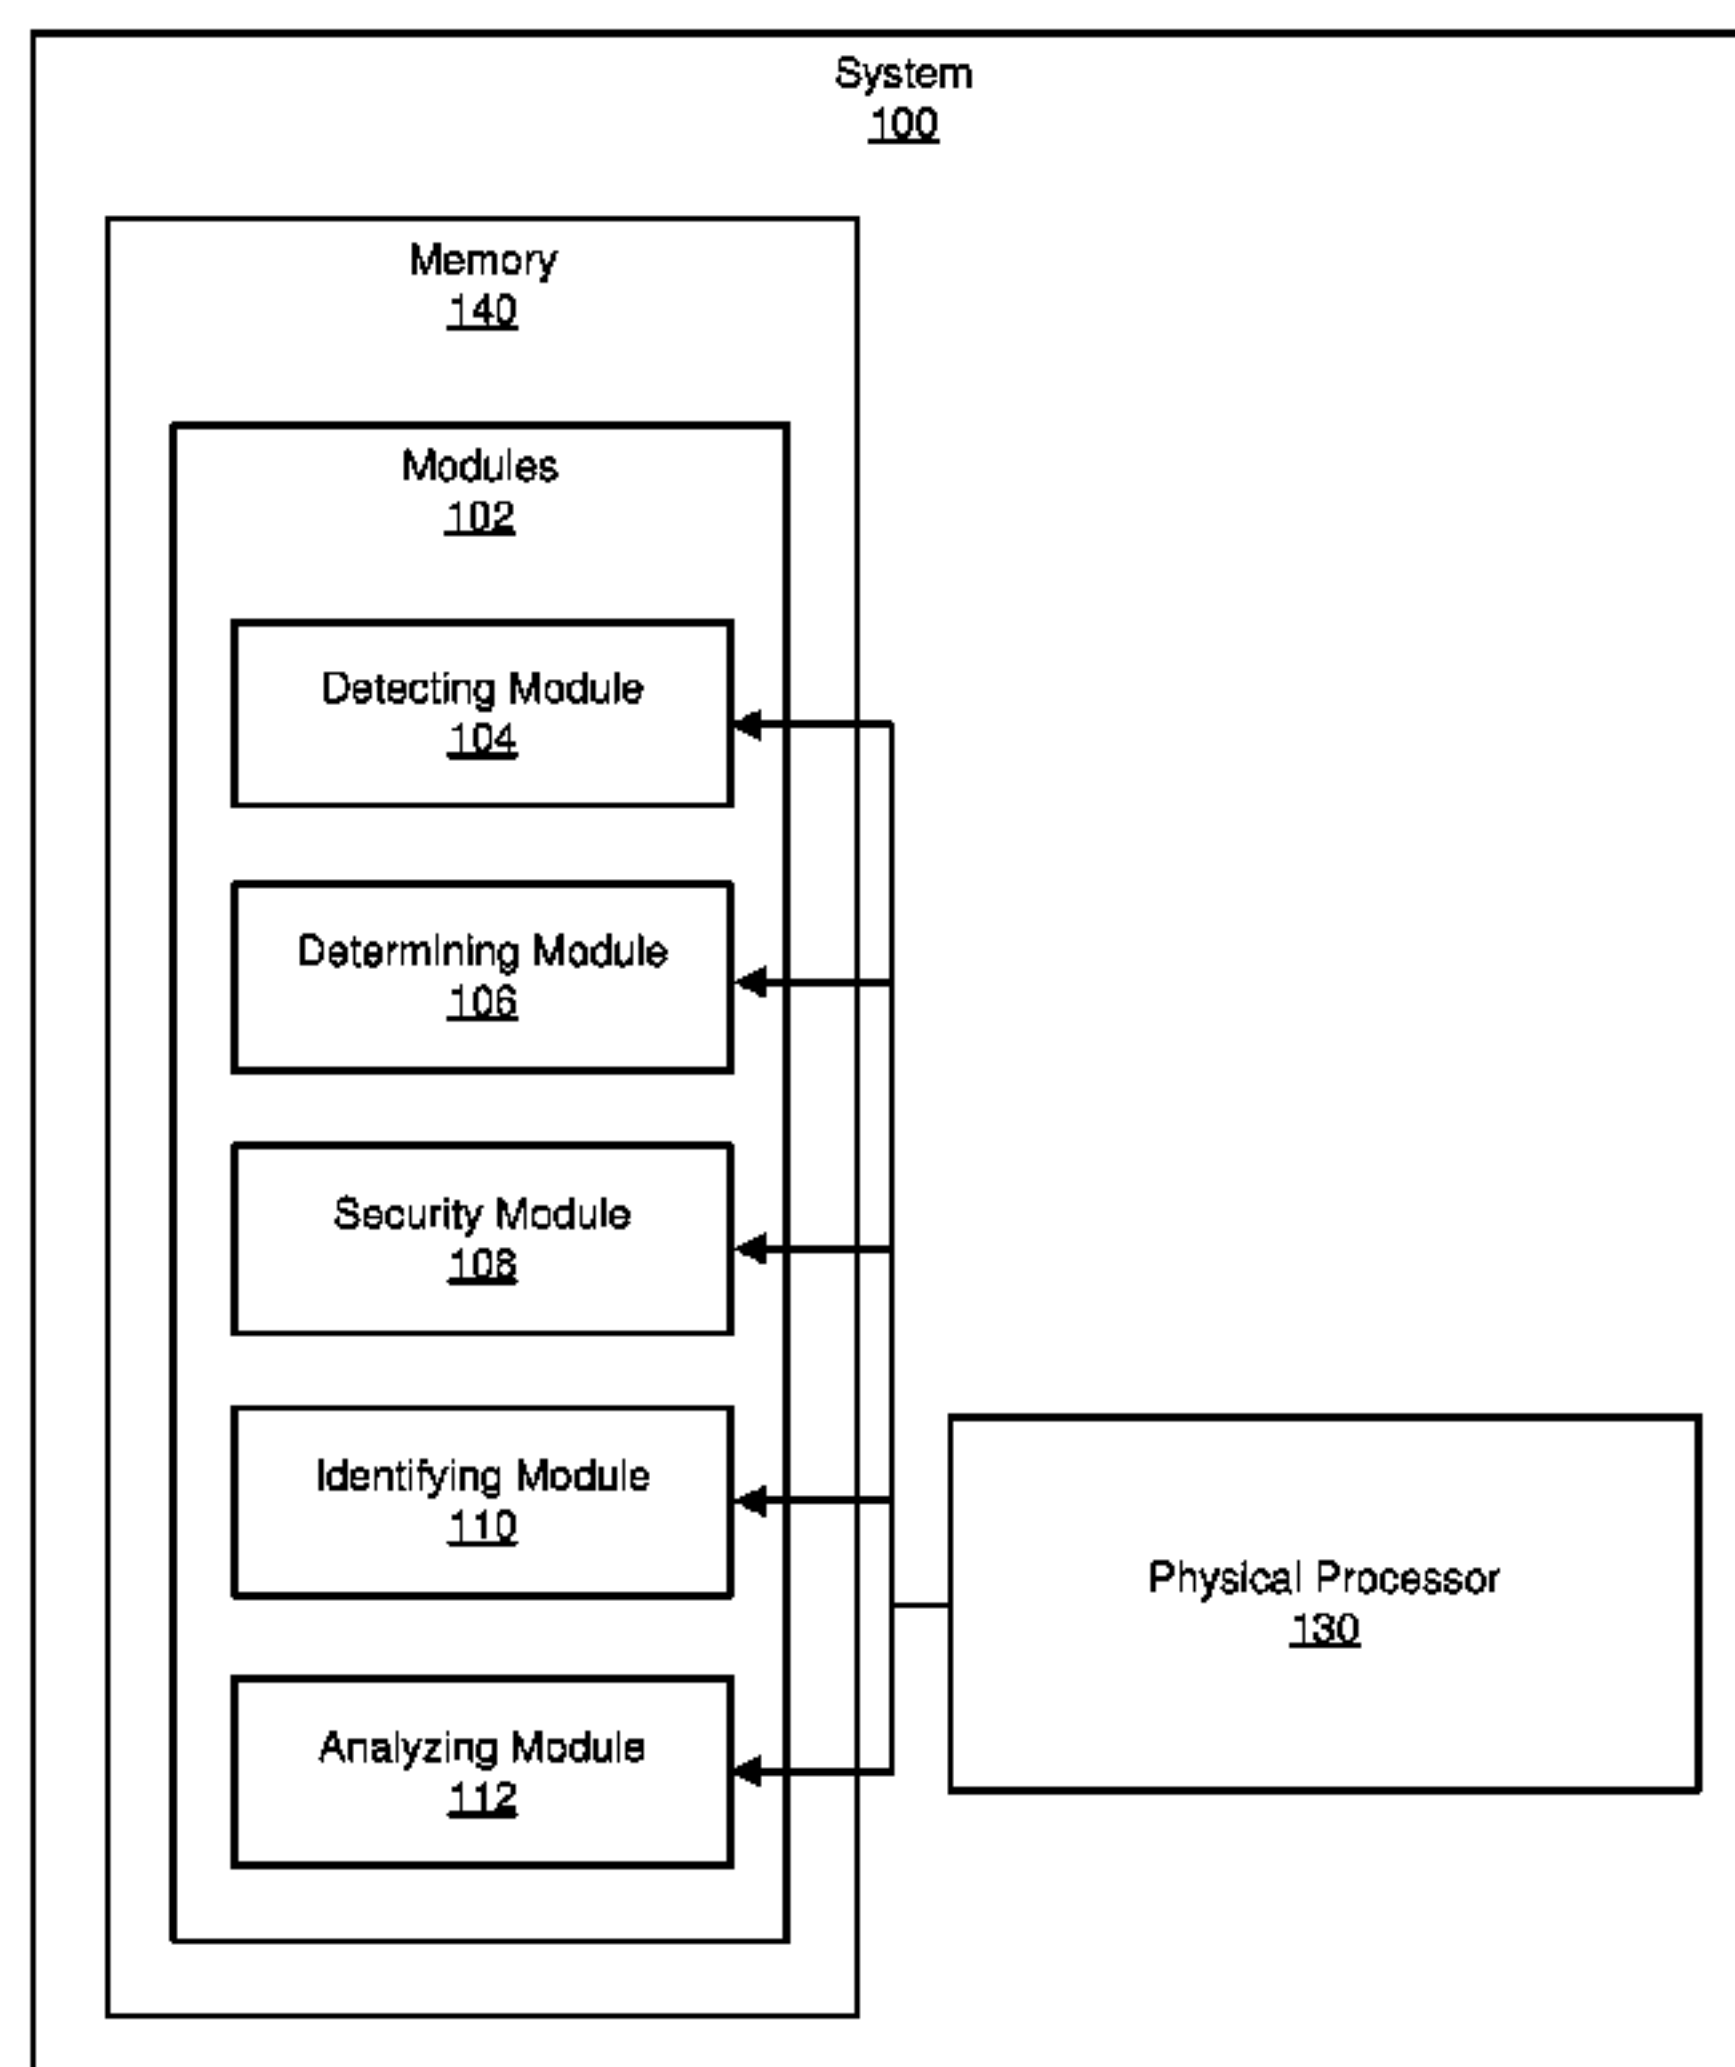 System
100
Memory
140
Modules
102
Detecting Module
104
Determining Module
106
Security Module
108
Identifying Module
110
Analyzing Module
112
Physical Processor
130